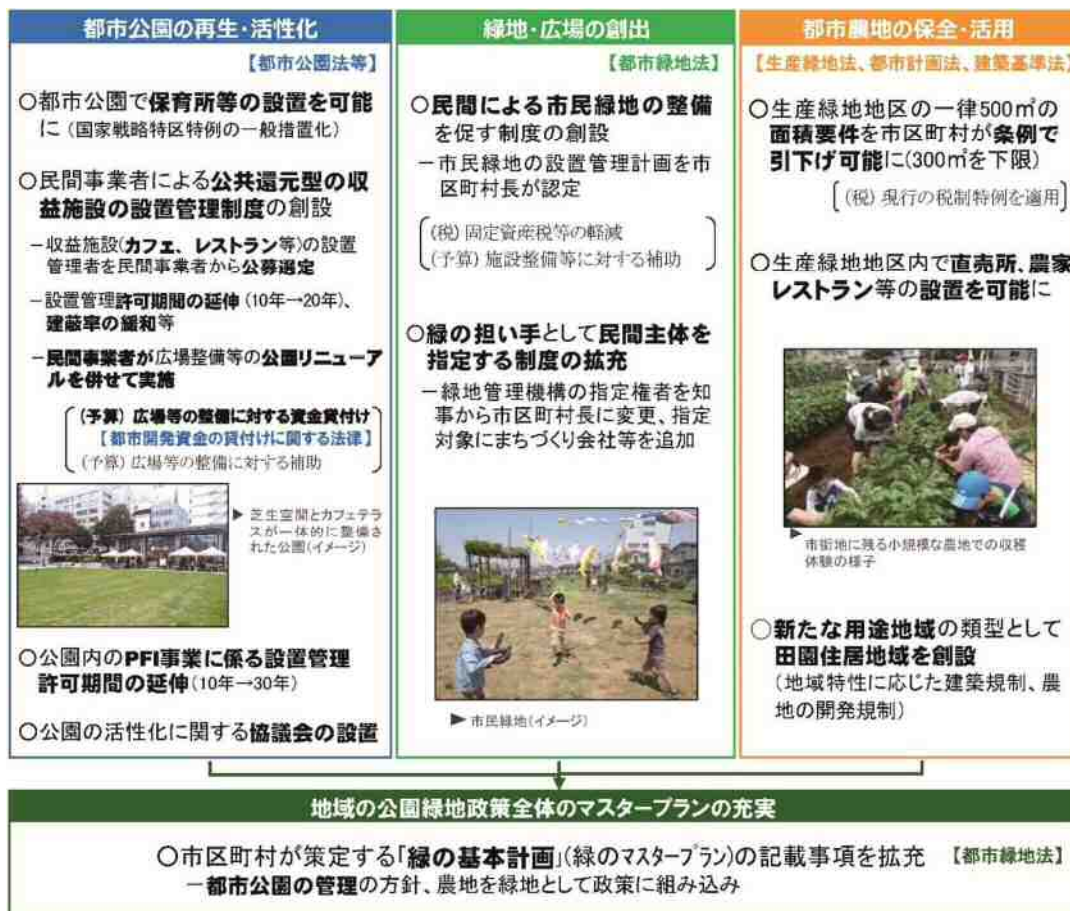 都市公園の再生・活性化
【都市公園法等】
○都市公園で保育所等の設置を可能
に（国家戦略特区特例の一般措置化）
○民間事業者による公共還元型の収
益施設の設置管理制度の創設
－収益施設(カフェ、レストラン等)の設置
管理者を民間事業者から公募選定
－設置管理許可期間の延伸(10年→20年)、
建蔽率の緩和等
－民間事業者が広場整備等の公園リニューア
ルを併せて実施
(予算) 広場等の整備に対する資金貸付け
【都市開発資金の貸付けに関する法律】
(予算) 広場等の整備に対する補助
▶ 芝生空間とカフェテラ
スが一体的に整備さ
れた公園(イメージ)
○公園内のPFI事業に係る設置管理
許可期間の延伸(10年→30年)
○公園の活性化に関する協議会の設置
緑地・広場の創出
【都市緑地法】
○民間による市民緑地の整備
を促す制度の創設
－市民緑地の設置管理計画を市
区町村長が認定
(税) 固定資産税等の軽減
(予算) 施設整備等に対する補助
○緑の担い手として民間主体を
指定する制度の拡充
－緑地管理機構の指定権者を知
事から市区町村長に変更、指定
対象にまちづくり会社等を追加
▶ 市民緑地(イメージ)
都市農地の保全・活用
【生産緑地法、都市計画法、建築基準法】
○生産緑地地区の一律500㎡の
面積要件を市区町村が条例で
引下げ可能に(300㎡を下限)
(税) 現行の税制特例を適用
○生産緑地地区内で直売所、農家
レストラン等の設置を可能に
▶ 市街地に残る小規模な農地での収穫
体験の様子
○新たな用途地域の類型として
田園住居地域を創設
(地域特性に応じた建築規制、農
地の開発規制)
地域の公園緑地政策全体のマスタープランの充実
○市区町村が策定する「緑の基本計画」(緑のマスタープラン)の記載事項を拡充 【都市緑地法】
－都市公園の管理の方針、農地を緑地として政策に組み込み